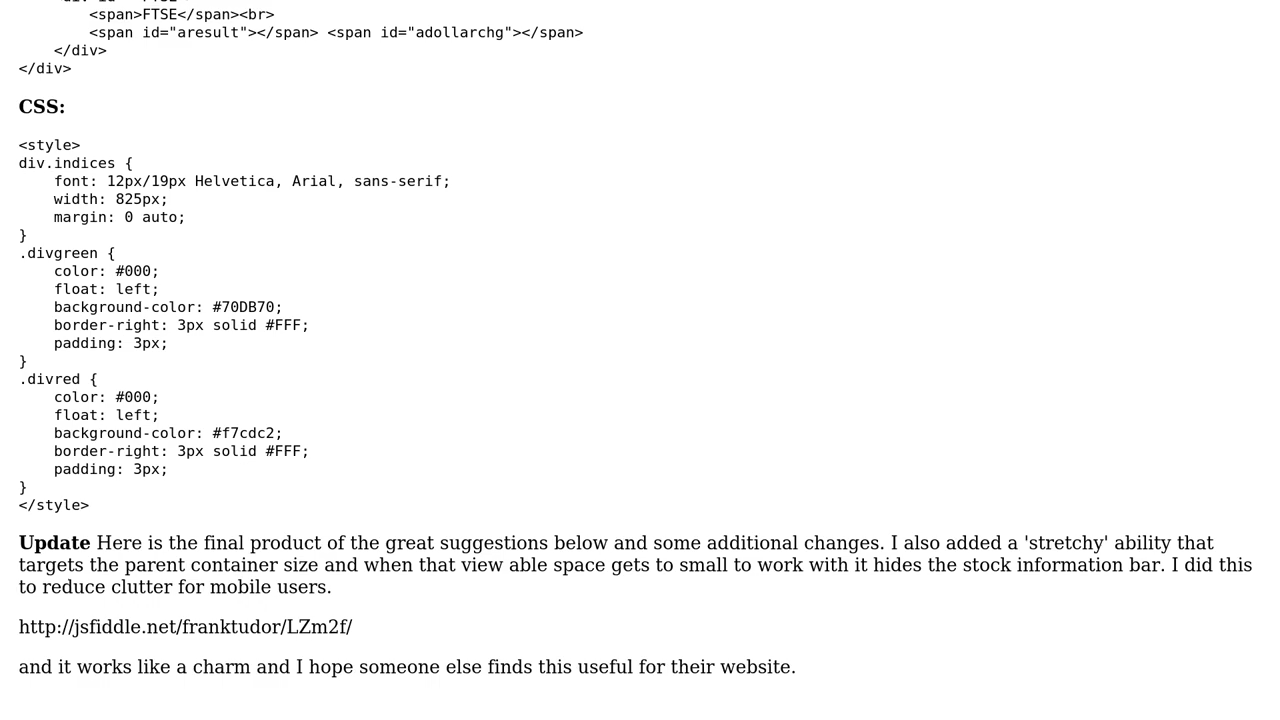 <span>FTSE</span><br>
<span id="aresult"></span> <span id="adollarchg"></span>
</div>
</div>
CSS:
<style>
div.indices {
font: 12px/19px Helvetica, Arial, sans-serif;
width: 825px;
margin: 0 auto;
}
.divgreen {
color: #000;
float: left;
background-color: #70DB70;
border-right: 3px solid #FFF;
padding: 3px;
}
.divred {
color: #000;
float: left;
background-color: #f7cdc2;
border-right: 3px solid #FFF;
padding: 3px;
}
</style>
Update Here is the final product of the great suggestions below and some additional changes. I also added a 'stretchy' ability that
targets the parent container size and when that view able space gets to small to work with it hides the stock information bar. I did this
to reduce clutter for mobile users.
http://jsfiddle.net/franktudor/LZm2f/
and it works like a charm and I hope someone else finds this useful for their website.